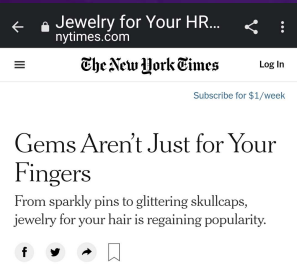 Jewelry for Your HR...
nytimes.com
The New York Times
Log In
Subscribe for $1/week
Gems Aren't Just for Your
Fingers
From sparkly pins to glittering skullcaps,
jewelry for your hair is regaining popularity.
f